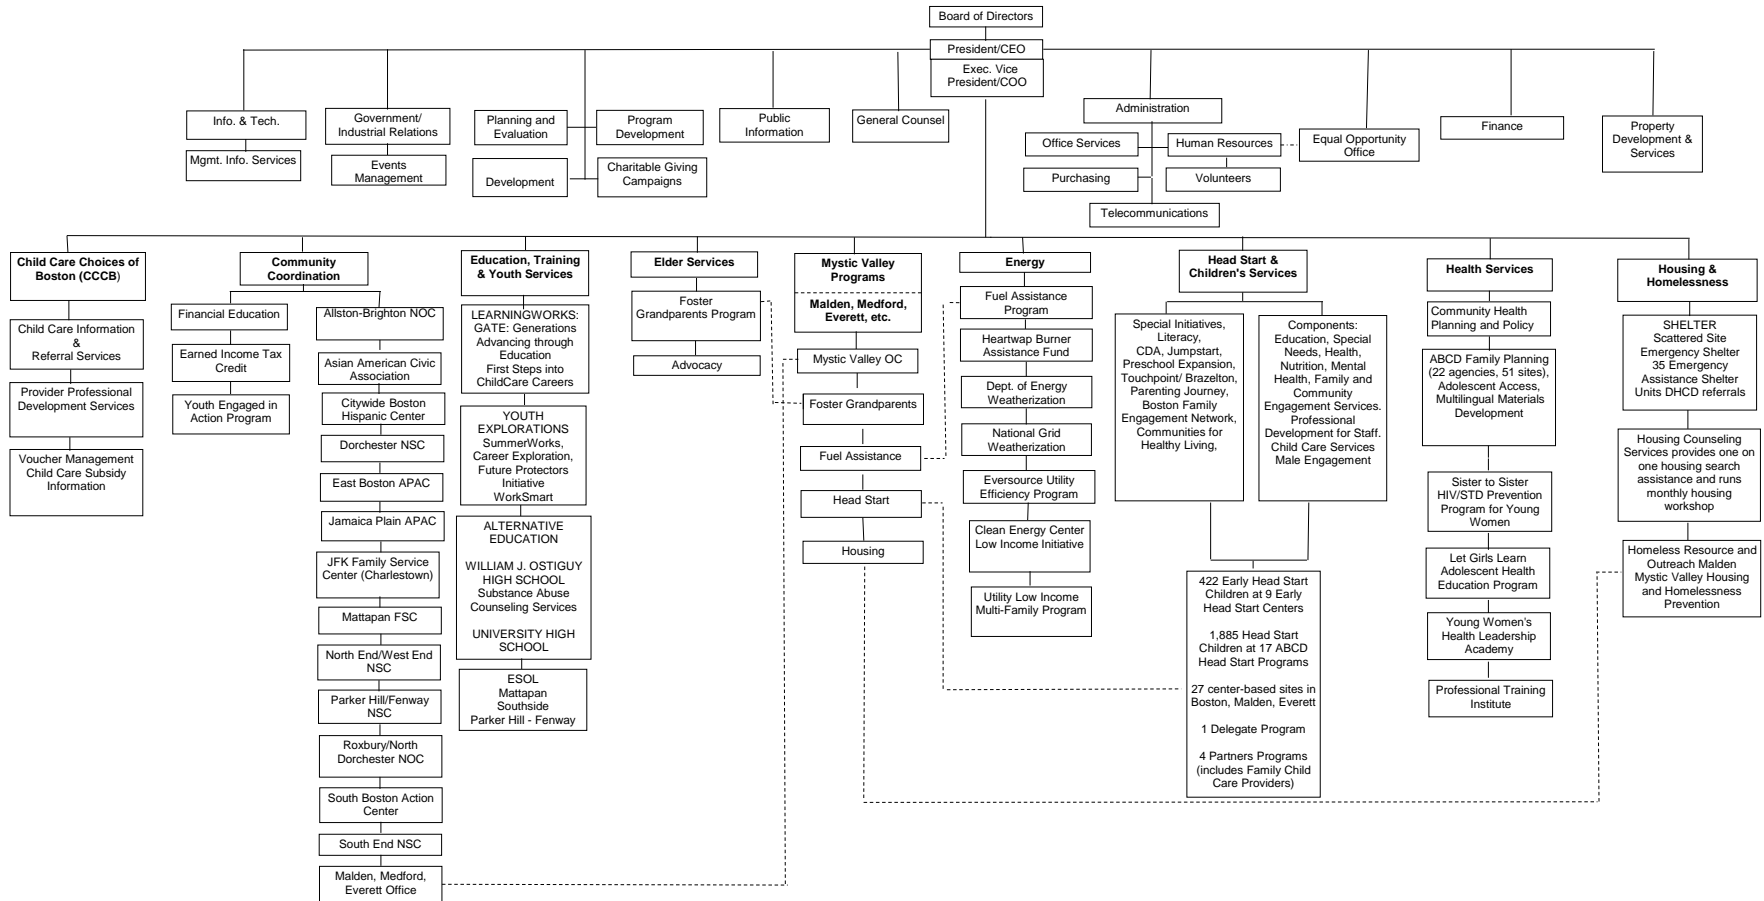 Board of Directors
President/CEO
Exec. Vice
President/COO
Info. & Tech.
Mgmt. Info. Services
Government/
Industrial Relations
Events
Management
Planning and
Evaluation
Program
Development
Development
Charitable Giving
Campaigns
Public
Information
General Counsel
Administration
Office Services
Human Resources
Purchasing
Volunteers
Telecommunications
Equal Opportunity
Office
Finance
Property
Development &
Services
Child Care Choices of
Boston (CCCB)
Child Care Information
&
Referral Services
Provider Professional
Development Services
Voucher Management
Child Care Subsidy
Information
Community
Coordination
Financial Education
Earned Income Tax
Credit
Youth Engaged in
Action Program
Allston-Brighton NOC
Asian American Civic
Association
Citywide Boston
Hispanic Center
Dorchester NSC
East Boston APAC
Jamaica Plain APAC
JFK Family Service
Center (Charlestown)
Mattapan FSC
North End/West End
NSC
Parker Hill/Fenway
NSC
Roxbury/North
Dorchester NOC
South Boston Action
Center
South End NSC
Malden, Medford,
Everett Office
Education, Training
& Youth Services
LEARNINGWORKS:
GATE: Generations
Advancing through
Education
First Steps into
ChildCare Careers
YOUTH
EXPLORATIONS
SummerWorks,
Career Exploration,
Future Protectors
Initiative
WorkSmart
ALTERNATIVE
EDUCATION
WILLIAM J. OSTIGUY
HIGH SCHOOL
Substance Abuse
Counseling Services
UNIVERSITY HIGH
SCHOOL
ESOL
Mattapan
Southside
Parker Hill - Fenway
Elder Services
Foster
Grandparents Program
Advocacy
Mystic Valley
Programs
Malden, Medford,
Everett, etc.
Mystic Valley OC
Foster Grandparents
Fuel Assistance
Head Start
Housing
Energy
Fuel Assistance
Program
Heartwap Burner
Assistance Fund
Dept. of Energy
Weatherization
National Grid
Weatherization
Eversource Utility
Efficiency Program
Clean Energy Center
Low Income Initiative
Utility Low Income
Multi-Family Program
Head Start &
Children's Services
Special Initiatives,
Literacy,
CDA, Jumpstart,
Preschool Expansion,
Touchpoint/ Brazelton,
Parenting Journey,
Boston Family
Engagement Network,
Communities for
Healthy Living,
Components:
Education, Special
Needs, Health,
Nutrition, Mental
Health, Family and
Community
Engagement Services.
Professional
Development for Staff.
Child Care Services
Male Engagement
422 Early Head Start
Children at 9 Early
Head Start Centers
1,885 Head Start
Children at 17 ABCD
Head Start Programs
27 center-based sites in
Boston, Malden, Everett
1 Delegate Program
4 Partners Programs
(includes Family Child
Care Providers)
Health Services
Community Health
Planning and Policy
ABCD Family Planning
(22 agencies, 51 sites),
Adolescent Access,
Multilingual Materials
Development
Sister to Sister
HIV/STD Prevention
Program for Young
Women
Let Girls Learn
Adolescent Health
Education Program
Young Women's
Health Leadership
Academy
Professional Training
Institute
Housing &
Homelessness
SHELTER
Scattered Site
Emergency Shelter
35 Emergency
Assistance Shelter
Units DHCD referrals
Housing Counseling
Services provides one on
one housing search
assistance and runs
monthly housing
workshop
Homeless Resource and
Outreach Malden
Mystic Valley Housing
and Homelessness
Prevention